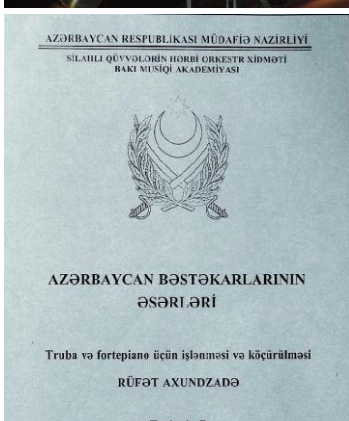 AZƏRBAYCAN RESPUBLİKASI MÜDAFİƏ NAZİRLİYİ
SİLAHLI QÜVVƏLƏRİN HƏRBİ ORKESTR XİDMƏTİ
BAKI MUSİQİ AKADEMİYASI
AZƏRBAYCAN BƏSTƏKARLARININ
ƏSƏRLƏRİ
Truba və fortepiano üçün işlənməsi və köçürülməsi
RÜFƏT AXUNDZADƏ